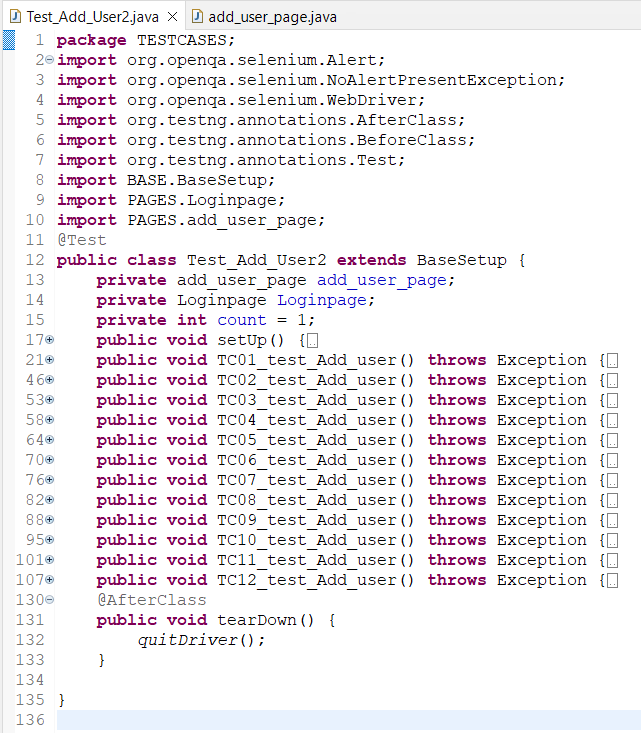 Test_Add_User2.java add_user_page.java
1 package TESTCASES;
2 import org.openqa.selenium.Alert;
3 import org.openqa.selenium.NoAlertPresentException;
4 import org.openqa.selenium.WebDriver;
5 import org.testng.annotations.AfterClass;
6 import org.testng.annotations.BeforeClass;
7 import org.testng.annotations.Test;
8 import BASE.BaseSetup;
9 import PAGES.Loginpage;
10 import PAGES.add_user_page;
11 @Test
12 public class Test_Add_User2 extends BaseSetup {
13     private add_user_page add_user_page;
14     private Loginpage Loginpage;
15     private int count = 1;
17     public void setUp() {
21     public void TC01_test_Add_user() throws Exception {
46     public void TC02_test_Add_user() throws Exception {
53     public void TC03_test_Add_user() throws Exception {
58     public void TC04_test_Add_user() throws Exception {
64     public void TC05_test_Add_user() throws Exception {
70     public void TC06_test_Add_user() throws Exception {
76     public void TC07_test_Add_user() throws Exception {
82     public void TC08_test_Add_user() throws Exception {
88     public void TC09_test_Add_user() throws Exception {
95     public void TC10_test_Add_user() throws Exception {
101     public void TC11_test_Add_user() throws Exception {
107     public void TC12_test_Add_user() throws Exception {
130     @AfterClass
131     public void tearDown() {
132         quitDriver();
133     }
134
135 }
136